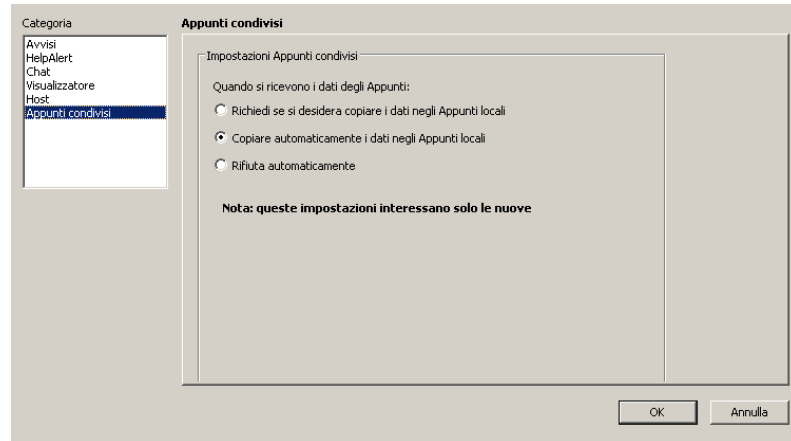 Categoria
Avvisi
HelpAlert
Chat
Visualizzatore
Host
Appunti condivisi
Appunti condivisi
Impostazioni Appunti condivisi
Quando si ricevono i dati degli Appunti:
Richiedi se si desidera copiare i dati negli Appunti locali
Copiare automaticamente i dati negli Appunti locali
Rifiuta automaticamente
Nota: queste impostazioni interessano solo le nuove
OK
Annulla